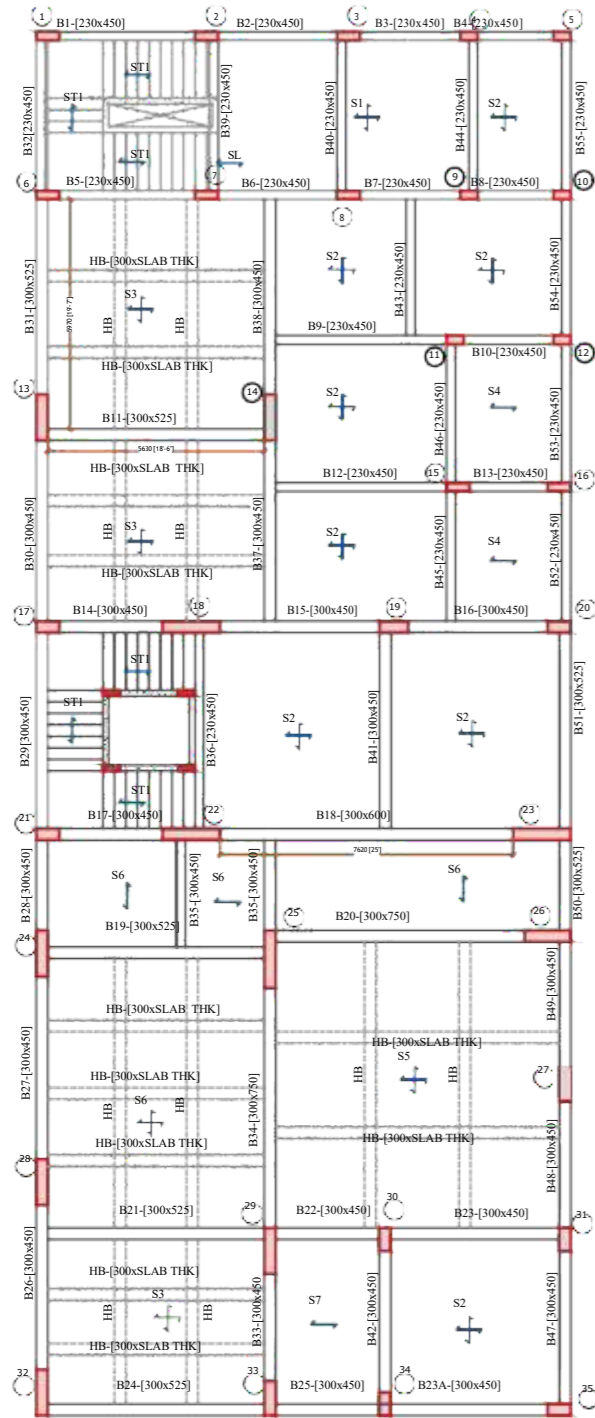 1 2 3 4 5
B1-[230x450] B2-[230x450] B3-[230x450] B4-[230x450]
ST1
ST1 S1 S2
B32[230x450] B39-[230x450] B40-[230x450] B44-[230x450] B55-[230x450]
ST1 SL
6 B5-[230x450] 7 B6-[230x450] B7-[230x450] 9 B8-[230x450] 10
8
HB-[300xSLAB THK] S2 S2
B31-[300x525] S3 B38-[300x450] B43-[230x450] B54-[230x450]
5970 [19'-7"] HB HB B9-[230x450]
HB-[300xSLAB THK] 11 B10-[230x450] 12
13 14
B11-[300x525] S2 S4
5630 [18'-6"] B46-[230x450] B53-[230x450]
HB-[300xSLAB THK] B12-[230x450] 15 B13-[230x450] 16
B30-[300x450] HB HB B37-[300x450]
S3 S2 S4
HB-[300xSLAB THK] B45-[230x450] B52-[230x450]
17 B14-[300x450] 18 B15-[300x450] 19 B16-[300x450] 20
ST1
ST1 S2 S2
B29[300x450] B36-[230x450] B41-[300x450] B51-[300x525]
ST1
21 B17-[300x450] 22 B18-[300x600] 23
7620 [25']
S6 S6 S6
B28-[300x450] B35-[300x450] B35-[300x450] B50-[300x525]
B19-[300x525] 25 B20-[300x750] 26
24
HB-[300xSLAB THK] B49-[300x450]
HB-[300xSLAB THK]
B27-[300x450] HB-[300xSLAB THK] HB S5 HB 27
HB S6 HB B34-[300x750]
HB-[300xSLAB THK] HB-[300xSLAB THK] B48-[300x450]
28
B21-[300x525] 29 B22-[300x450] 30 B23-[300x450] 31
HB-[300xSLAB THK]
B26-[300x450] HB S3 HB B33-[300x450] S7 B42-[300x450] S2 B47-[300x450]
HB-[300xSLAB THK]
32 B24-[300x525] 33 B25-[300x450] 34 B23A-[300x450] 35